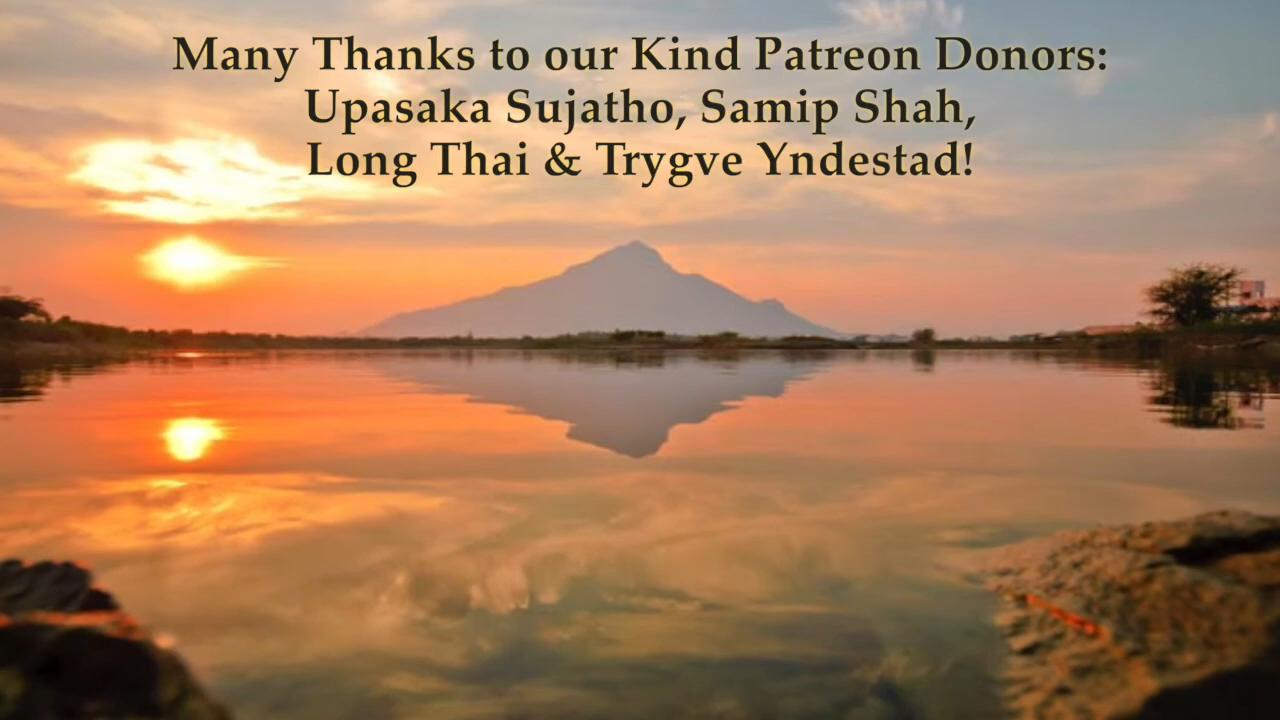 Many Thanks to our Kind Patreon Donors:
Upasaka Sujatho, Samip Shah,
Long Thai & Trygve Yndestad!